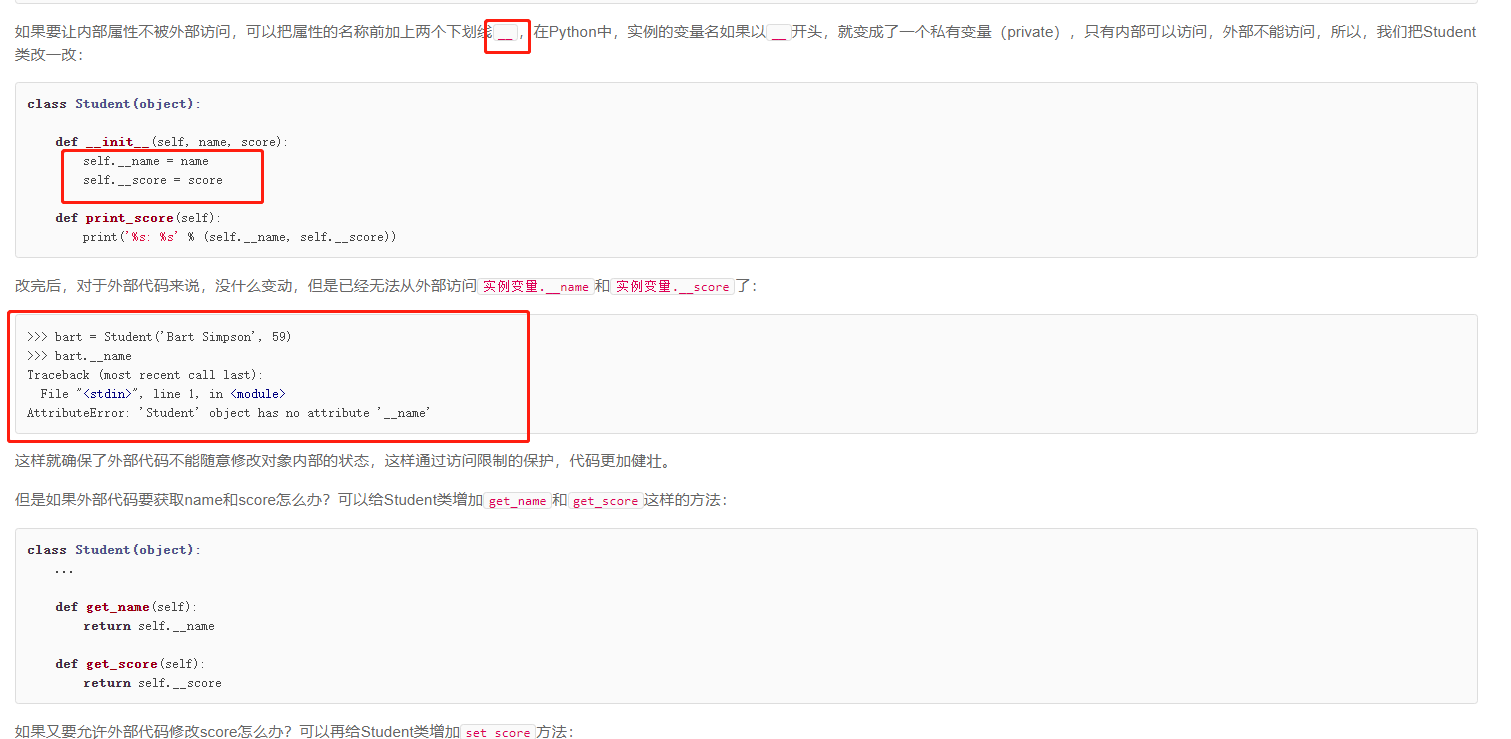 如果要让内部属性不被外部访问，可以把属性的名称前加上两个下划线__，在Python中，实例的变量名如果以__开头，就变成了一个私有变量（private），只有内部可以访问，外部不能访问，所以，我们把Student
类改一改：
class Student(object):
    def __init__(self, name, score):
        self.__name = name
        self.__score = score
    def print_score(self):
        print('%s: %s' % (self.__name, self.__score))
改完后，对于外部代码来说，没什么变动，但是已经无法从外部访问实例变量.__name和实例变量.__score了：
>>> bart = Student('Bart Simpson', 59)
>>> bart.__name
Traceback (most recent call last):
  File "<stdin>", line 1, in <module>
AttributeError: 'Student' object has no attribute '__name'
这样就确保了外部代码不能随意修改对象内部的状态，这样通过访问限制的保护，代码更加健壮。
但是如果外部代码要获取name和score怎么办？可以给Student类增加get_name和get_score这样的方法：
class Student(object):
    ...
    def get_name(self):
        return self.__name
    def get_score(self):
        return self.__score
如果又要允许外部代码修改score怎么办？可以再给Student类增加set_score方法：